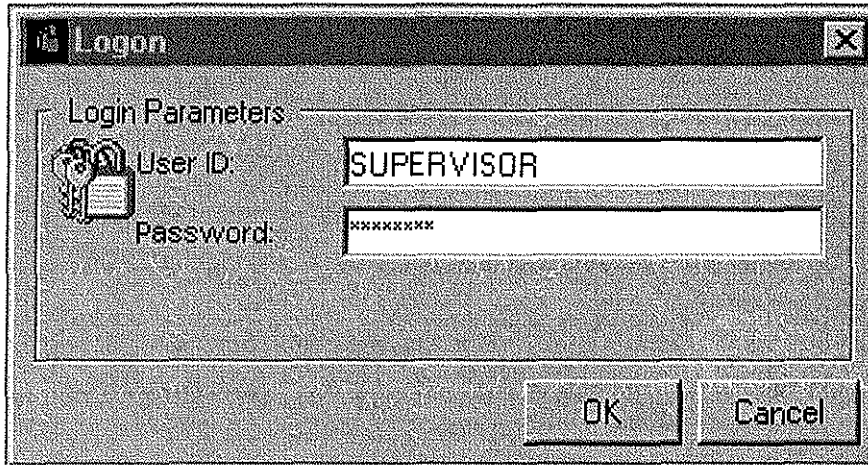 Logon
Login Parameters
User ID: SUPERVISOR
Password: ********
OK Cancel